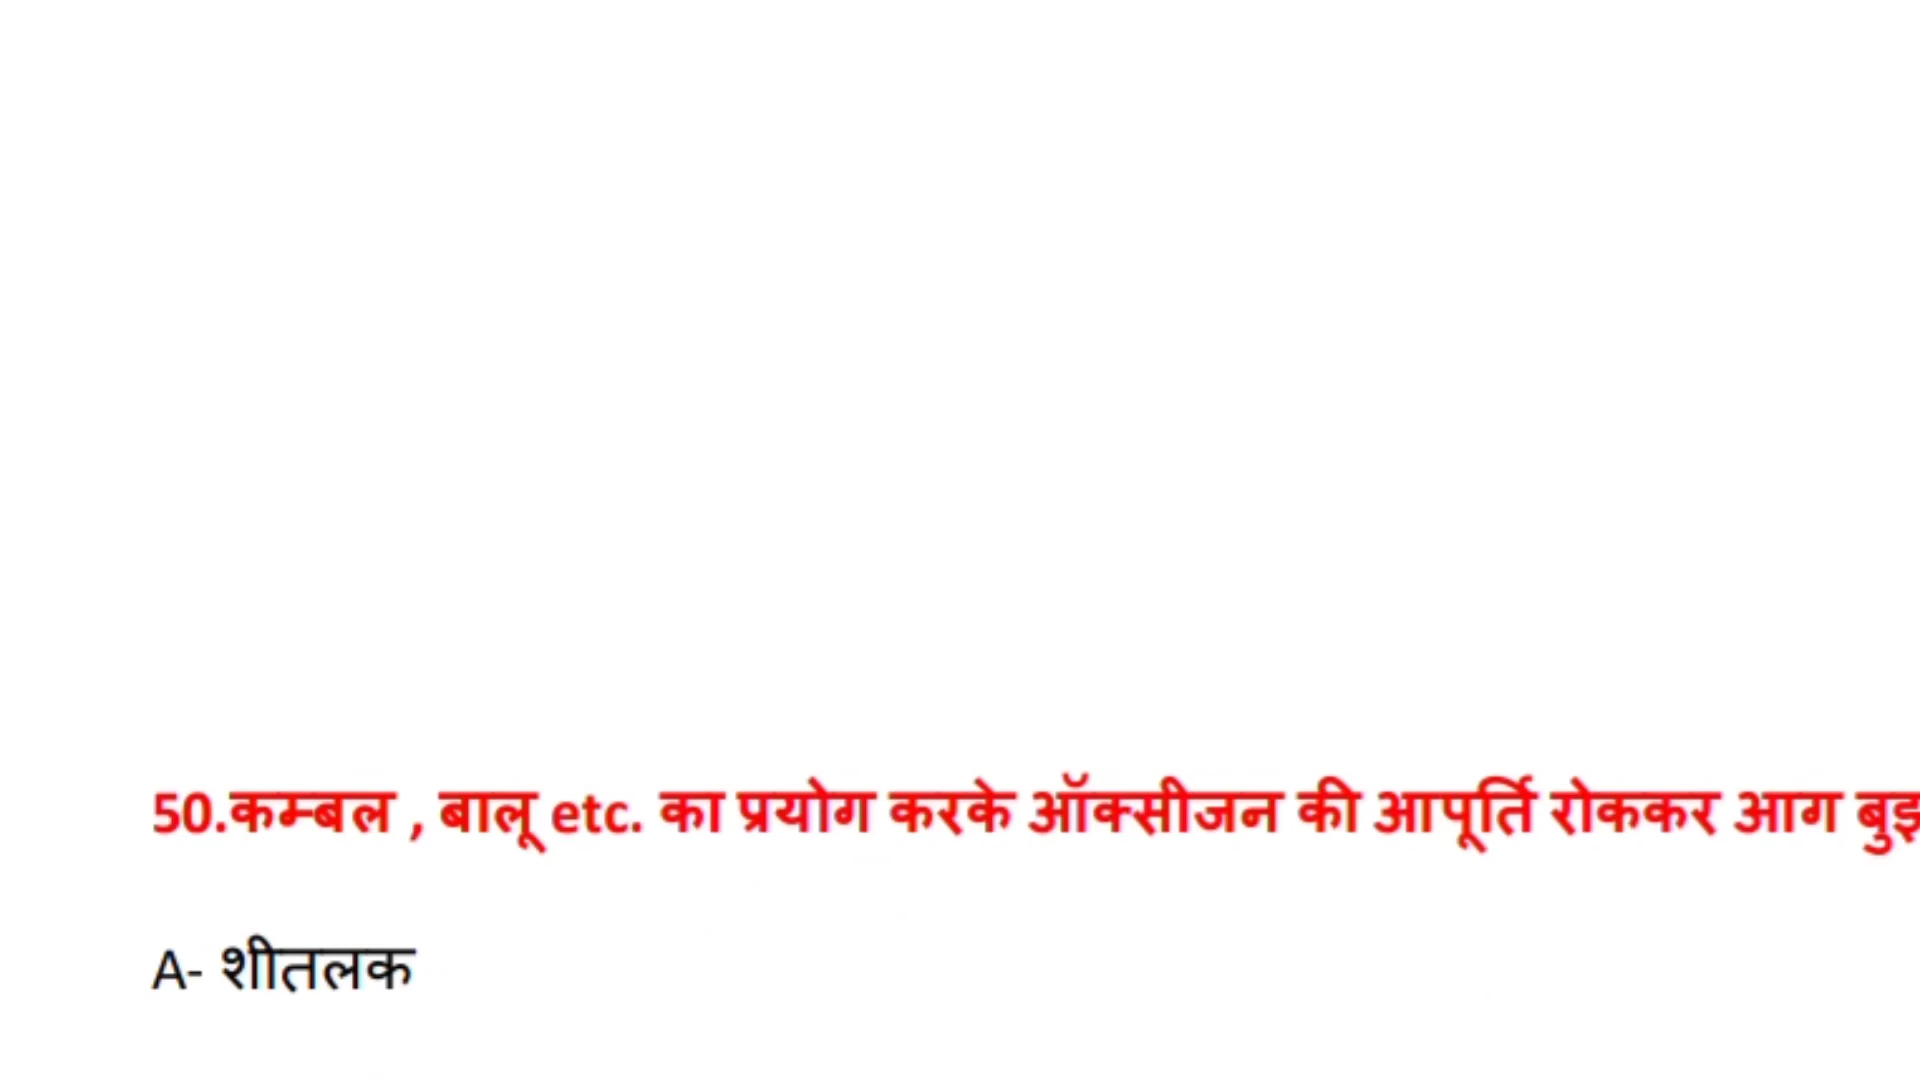 50.कम्बल , बालू etc. का प्रयोग करके ऑक्सीजन की आपूर्ति रोककर आग
A- शीतलक